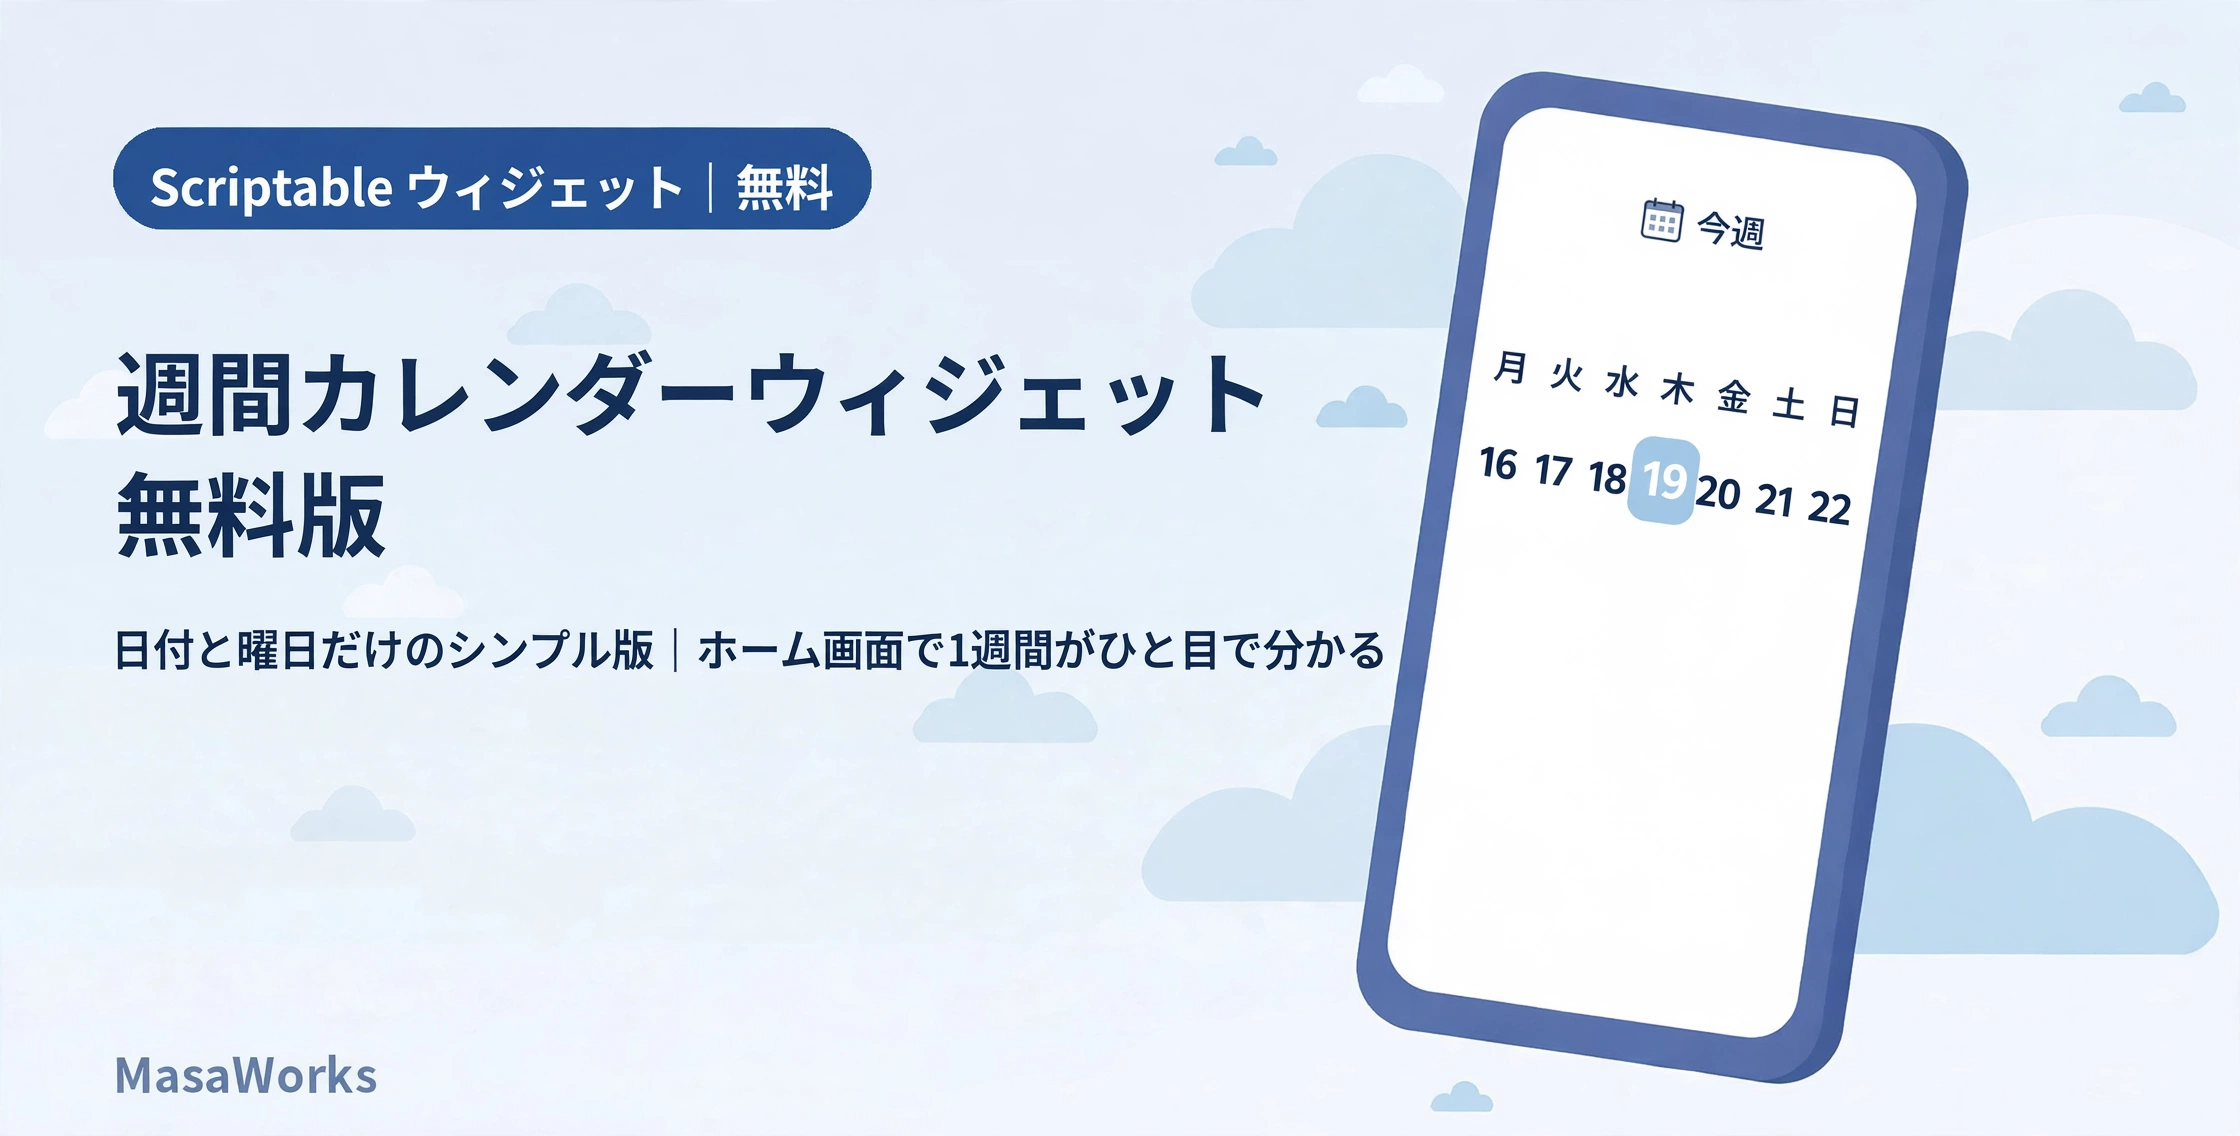 Scriptable ウィジェット｜無料
週間カレンダーウィジェット
無料版
日付と曜日だけのシンプル版｜ホーム画面で1週間がひと目で分かる
MasaWorks
今週
月 火 水 木 金 土 日
16 17 18 19 20 21 22